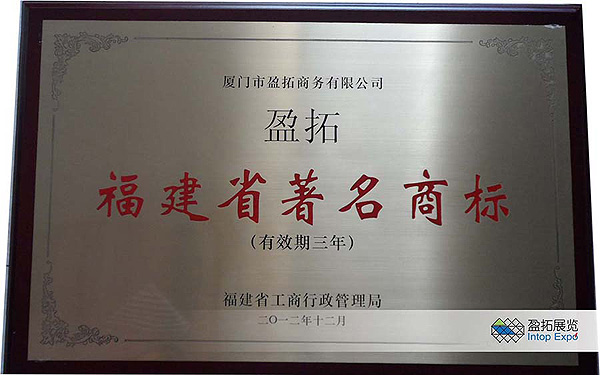 厦门市盈拓商务有限公司
盈拓
福建省著名商标
(有效期三年)
福建省工商行政管理局
二〇一二年十二月
盈拓展览
Intop Expo